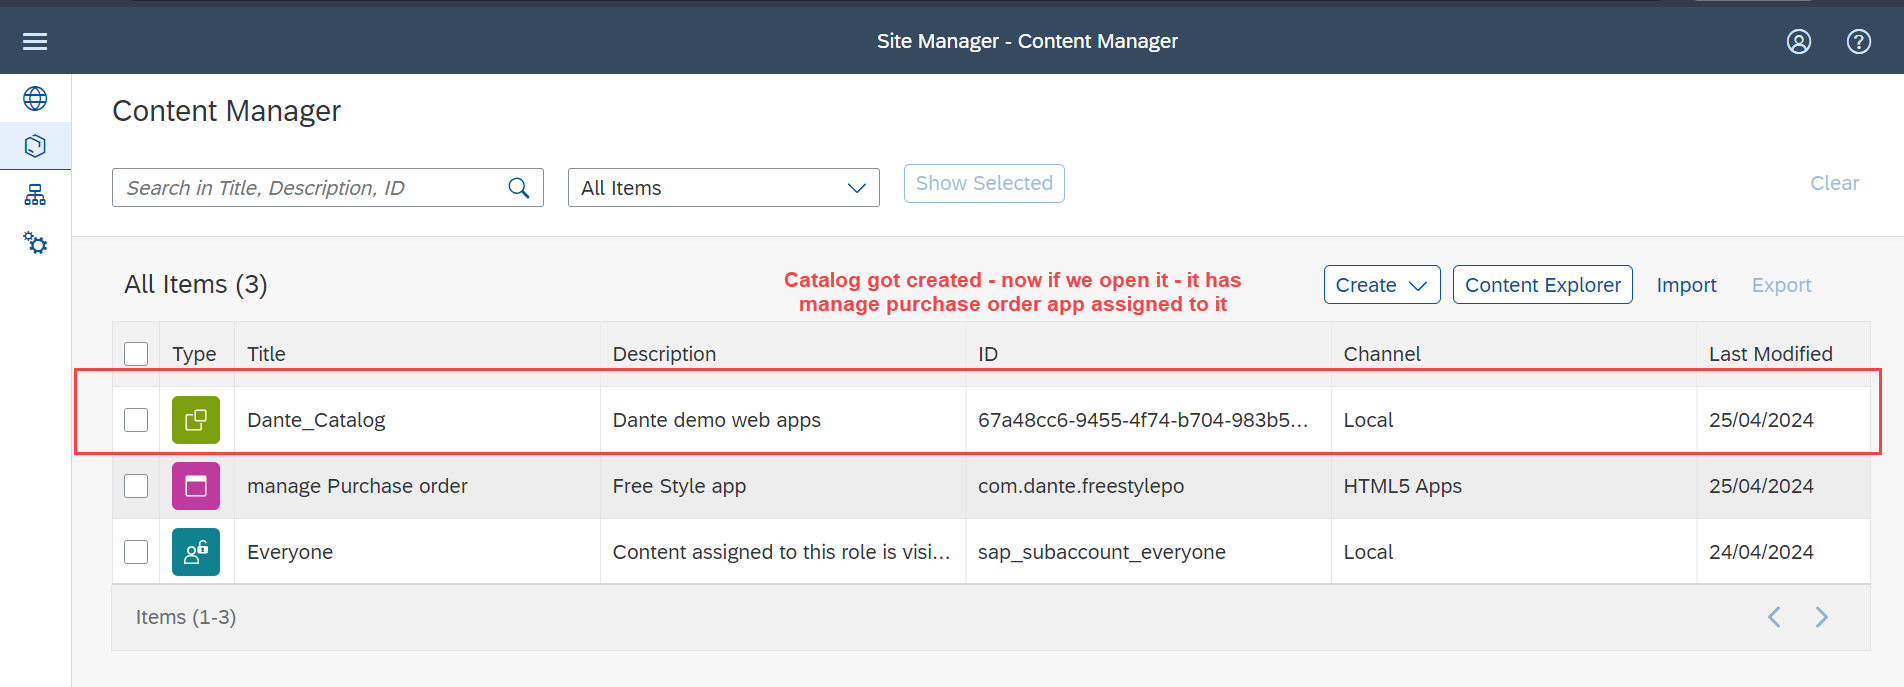 Site Manager - Content Manager
Content Manager
Search in Title, Description, ID
All Items
Show Selected
Clear
All Items (3)
Catalog got created - now if we open it - it has
manage purchase order app assigned to it
Create
Content Explorer
Import
Export
Type Title Description ID Channel Last Modified
Dante_Catalog Dante demo web apps 67a48cc6-9455-4f74-b704-983b5... Local 25/04/2024
manage Purchase order Free Style app com.dante.freestylepo HTML5 Apps 25/04/2024
Everyone Content assigned to this role is visi... sap_subaccount_everyone Local 24/04/2024
Items (1-3)